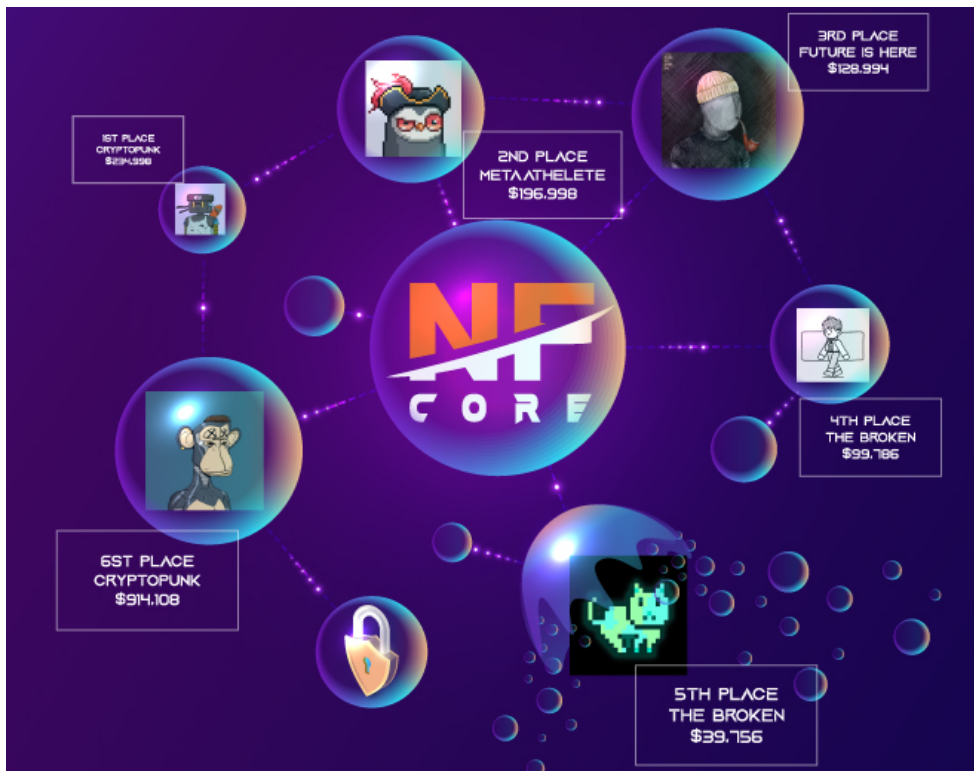 3RD PLACE
FUTURE IS HERE
$128.994
1ST PLACE
CRYPTOPUNK
$234.998
2ND PLACE
METAATHELETE
$196.998
NF
CORE
4TH PLACE
THE BROKEN
$99.786
6ST PLACE
CRYPTOPUNK
$914.108
5TH PLACE
THE BROKEN
$39.756